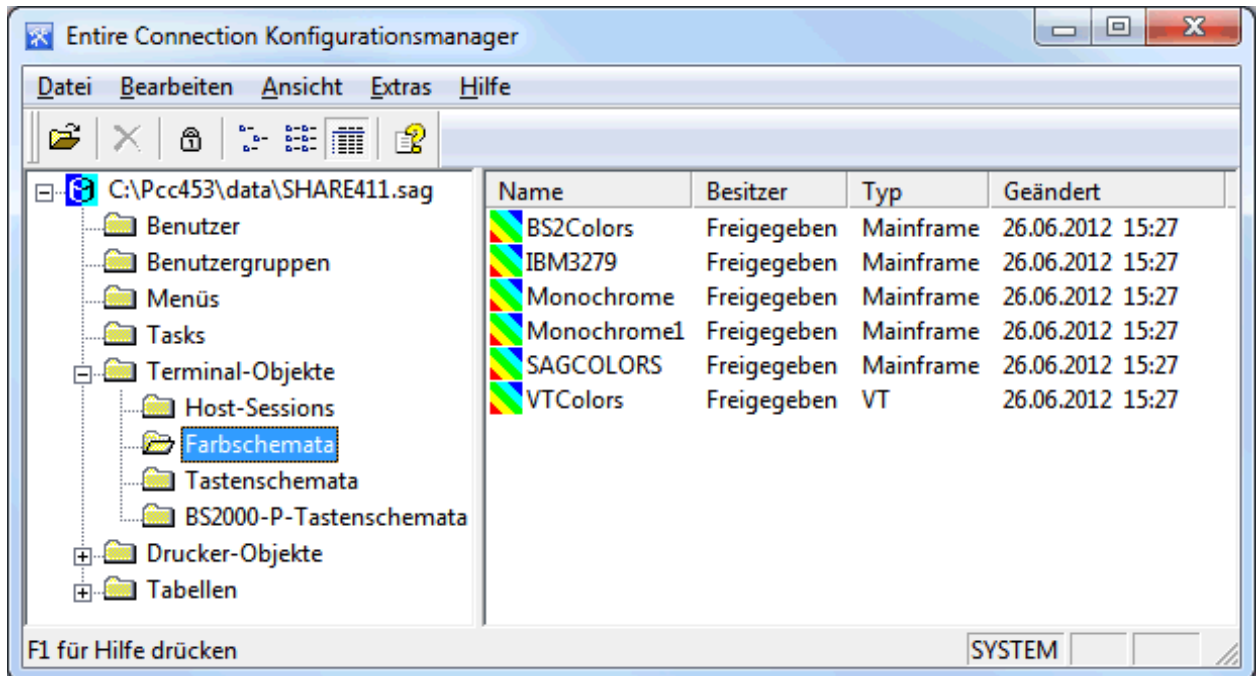 Entire Connection Konfigurationsmanager
Datei Bearbeiten Ansicht Extras Hilfe
C:\Pcc453\data\SHARE411.sag
Benutzer
Benutzergruppen
Menüs
Tasks
Terminal-Objekte
Host-Sessions
Farbschemata
Tastenschemata
BS2000-P-Tastenschemata
Drucker-Objekte
Tabellen
Name Besitzer Typ Geändert
BS2Colors Freigegeben Mainframe 26.06.2012 15:27
IBM3279 Freigegeben Mainframe 26.06.2012 15:27
Monochrome Freigegeben Mainframe 26.06.2012 15:27
Monochrome1 Freigegeben Mainframe 26.06.2012 15:27
SAGCOLORS Freigegeben Mainframe 26.06.2012 15:27
VTColors Freigegeben VT 26.06.2012 15:27
F1 für Hilfe drücken SYSTEM